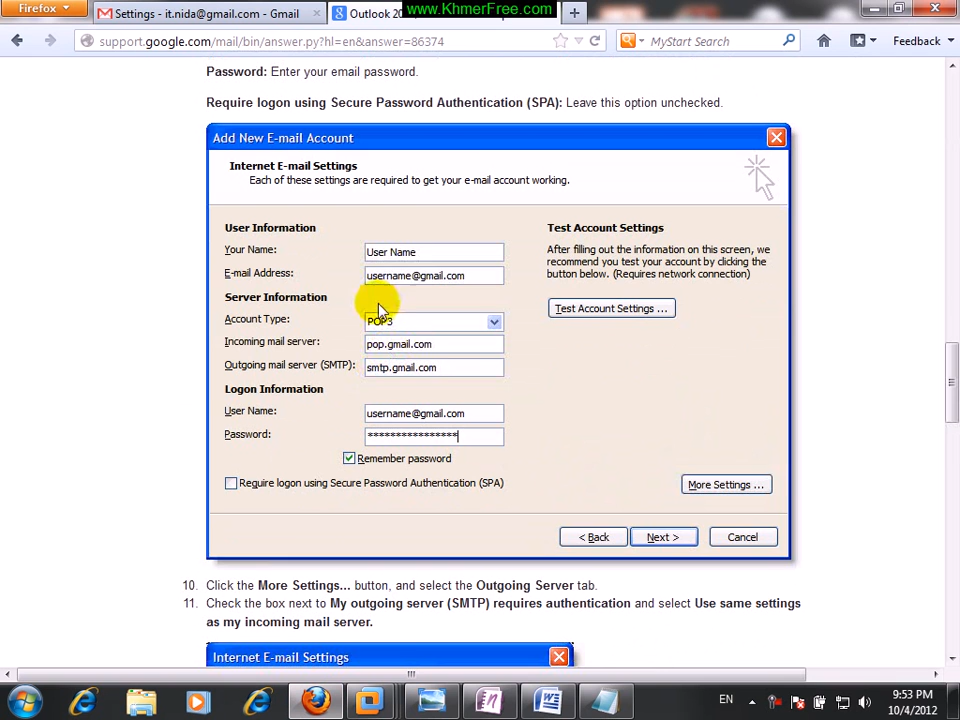 Firefox
Settings - it.nida@gmail.com - Gmail
Outlook 20
www.KhmerFree.com
support.google.com/mail/bin/answer.py?hl=en&answer=86374
MyStart Search
Feedback
Password: Enter your email password.
Require logon using Secure Password Authentication (SPA): Leave this option unchecked.
Add New E-mail Account
Internet E-mail Settings
Each of these settings are required to get your e-mail account working.
User Information
Test Account Settings
Your Name:
User Name
After filling out the information on this screen, we
recommend you test your account by clicking the
button below. (Requires network connection)
E-mail Address:
username@gmail.com
Server Information
Test Account Settings ...
Account Type:
POP3
Incoming mail server:
pop.gmail.com
Outgoing mail server (SMTP):
smtp.gmail.com
Logon Information
User Name:
username@gmail.com
Password:
****************
Remember password
Require logon using Secure Password Authentication (SPA)
More Settings ...
< Back
Next >
Cancel
10. Click the More Settings... button, and select the Outgoing Server tab.
11. Check the box next to My outgoing server (SMTP) requires authentication and select Use same settings
as my incoming mail server.
Internet E-mail Settings
EN
9:53 PM
10/4/2012